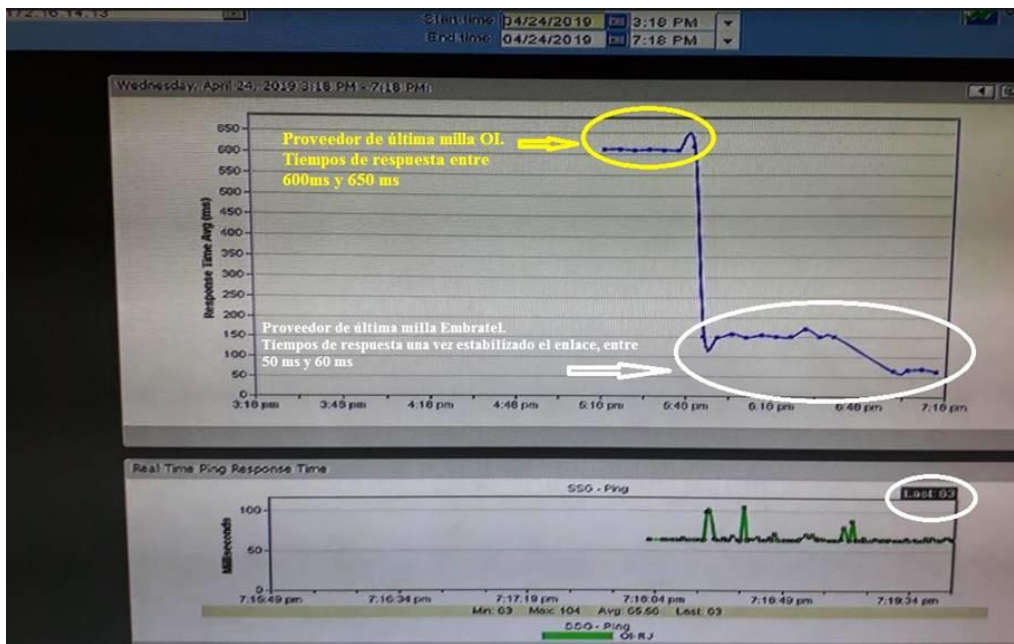 172.16.14.13
Start time: 04/24/2019 3:18 PM
End time: 04/24/2019 7:18 PM
Wednesday, April 24, 2019 3:18 PM - 7:18 PM
650
600
550
500
450
400
350
300
250
200
150
100
50
0
Response Time Avg (ms)
Proveedor de última milla OI.
Tiempos de respuesta entre
600ms y 650 ms
Proveedor de última milla Embratel.
Tiempos de respuesta una vez estabilizado el enlace, entre
50 ms y 60 ms
3:18 pm 3:48 pm 4:18 pm 4:48 pm 5:18 pm 5:48 pm 6:18 pm 6:48 pm 7:18 pm
Real Time Ping Response Time
SSG - Ping
Last: 63
Milliseconds
100
50
0
7:16:49 pm 7:16:34 pm 7:17:19 pm 7:18:04 pm 7:18:49 pm 7:19:34 pm
Min: 63 Max: 104 Avg: 65.56 Last: 63
SSG - Ping
OI-RJ